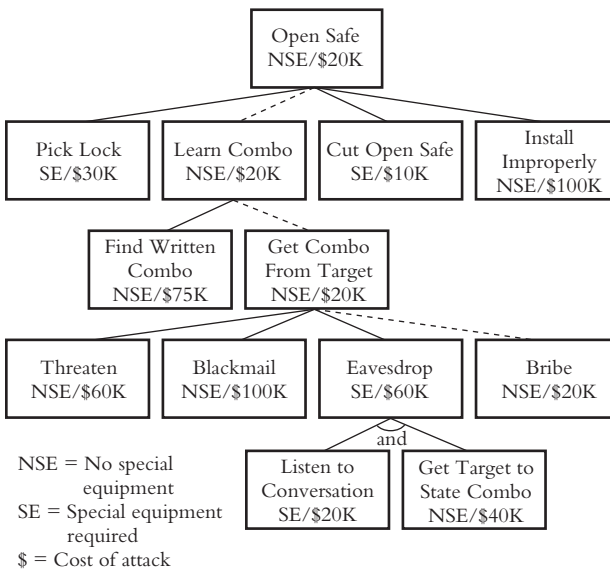 Open Safe
NSE/$20K
Pick Lock
SE/$30K
Learn Combo
NSE/$20K
Cut Open Safe
SE/$10K
Install
Improperly
NSE/$100K
Find Written
Combo
NSE/$75K
Get Combo
From Target
NSE/$20K
Threaten
NSE/$60K
Blackmail
NSE/$100K
Eavesdrop
SE/$60K
Bribe
NSE/$20K
and
Listen to
Conversation
SE/$20K
Get Target to
State Combo
NSE/$40K
NSE = No special
equipment
SE = Special equipment
required
$ = Cost of attack